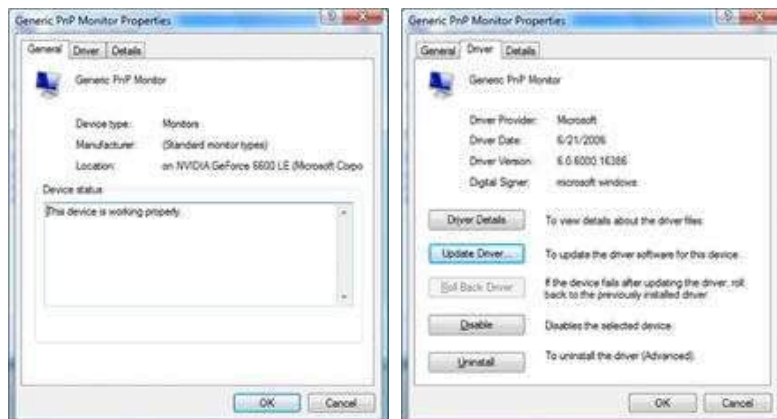 Generic PnP Monitor Properties
General Driver Details
Generic PnP Monitor
Device type: Monitors
Manufacturer: (Standard monitor types)
Location: on NVIDIA GeForce 6600 LE (Microsoft Corpo
Device status
This device is working properly.
OK Cancel
Generic PnP Monitor Properties
General Driver Details
Generic PnP Monitor
Driver Provider: Microsoft
Driver Date: 6/21/2006
Driver Version: 6.0.6000.16386
Digital Signer: microsoft windows
Driver Details To view details about the driver files.
Update Driver... To update the driver software for this device.
Roll Back Driver If the device fails after updating the driver, roll
back to the previously installed driver.
Disable Disables the selected device.
Uninstall To uninstall the driver (Advanced).
OK Cancel